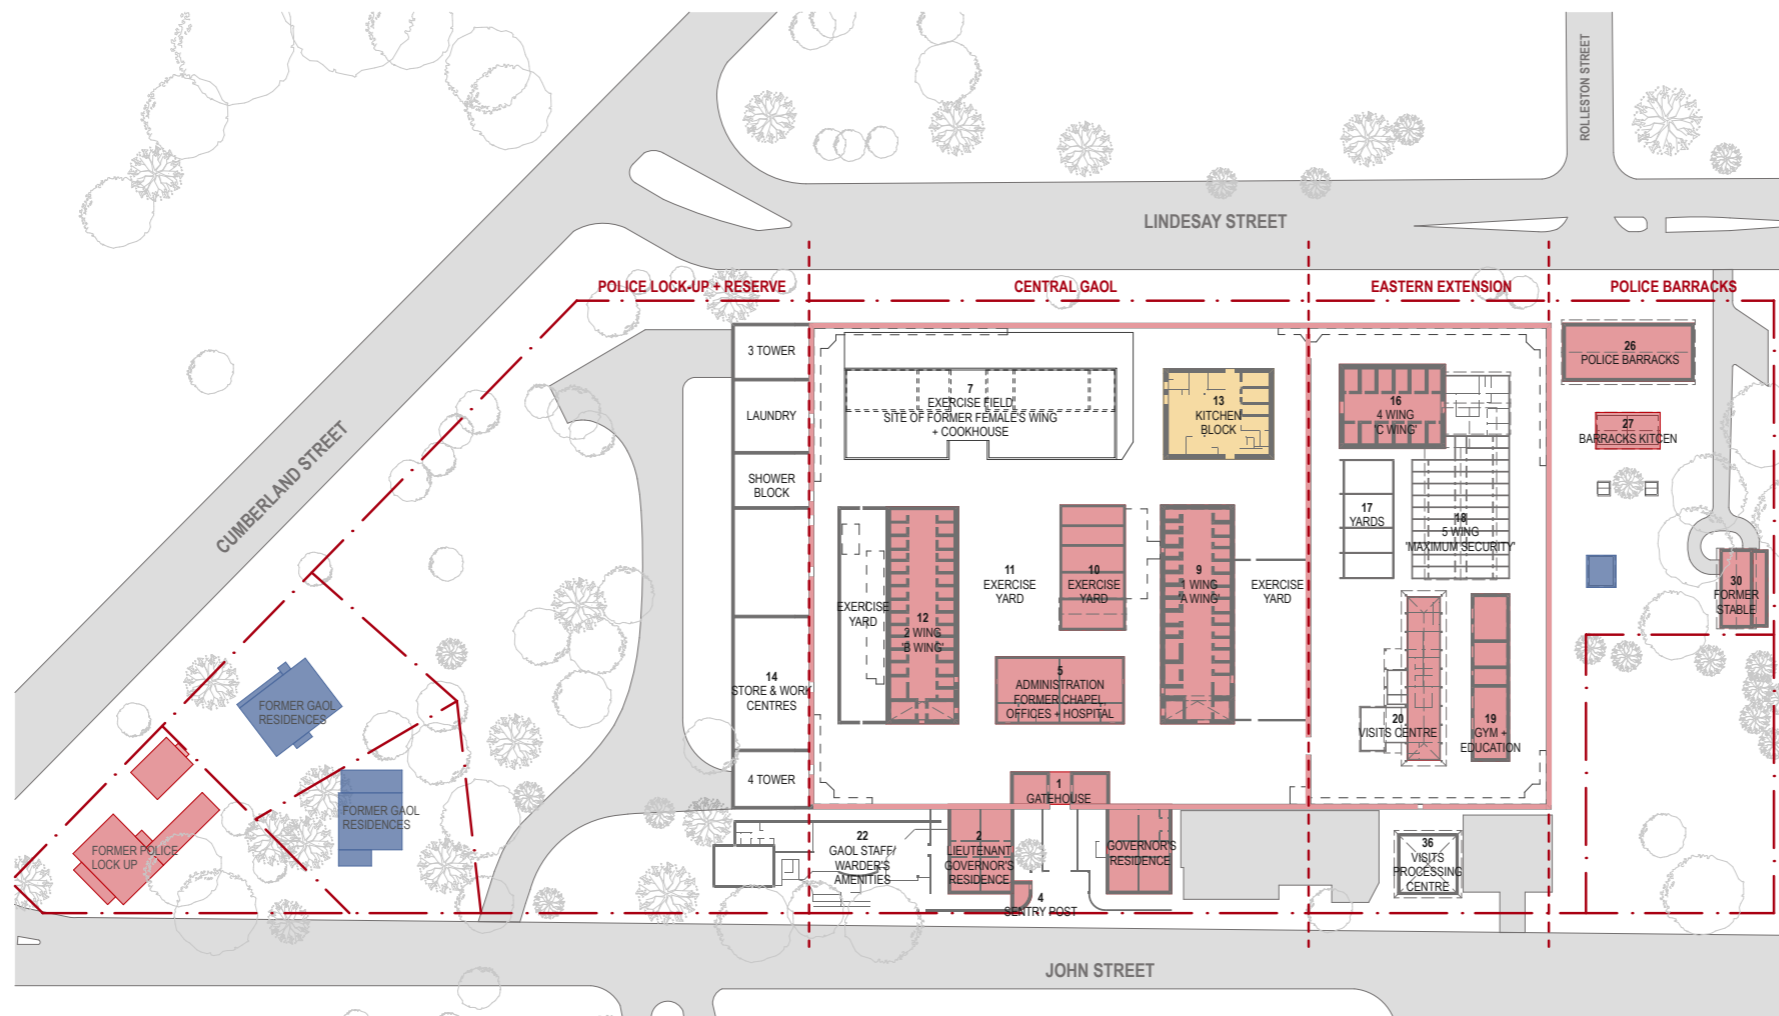 ROLLESTON STREET
LINDESAY STREET
CUMBERLAND STREET
POLICE LOCK-UP + RESERVE
CENTRAL GAOL
EASTERN EXTENSION
POLICE BARRACKS
3 TOWER
LAUNDRY
SHOWER
BLOCK
14
STORE & WORK
CENTRES
4 TOWER
7
EXERCISE FIELD
SITE OF FORMER FEMALES WING
+ COOKHOUSE
13
KITCHEN
BLOCK
16
4 WING
'C WING'
26
POLICE BARRACKS
27
BARRACKS KITCEN
17
YARDS
18
5 WING
'MAXIMUM SECURITY'
30
FORMER
STABLE
EXERCISE
YARD
12
2 WING
'B WING'
11
EXERCISE
YARD
10
EXERCISE
YARD
9
1 WING
'A WING'
EXERCISE
YARD
5
ADMINISTRATION
FORMER CHAPEL,
OFFICES + HOSPITAL
20
VISITS CENTRE
19
GYM +
EDUCATION
1
GATEHOUSE
FORMER GAOL
RESIDENCES
FORMER GAOL
RESIDENCES
FORMER POLICE
LOCK UP
22
GAOL STAFF/
WARDER'S
AMENITIES
2
LIEUTENANT
GOVERNOR'S
RESIDENCE
4
SENTRY POST
GOVERNOR'S
RESIDENCE
36
VISITS
PROCESSING
CENTRE
JOHN STREET